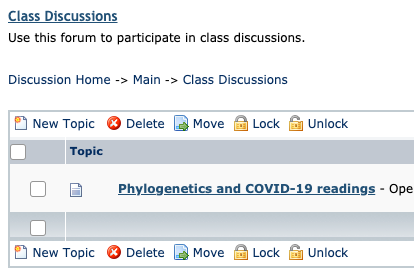 Class Discussions
Use this forum to participate in class discussions.
Discussion Home -> Main -> Class Discussions
New Topic Delete Move Lock Unlock
Topic
Phylogenetics and COVID-19 readings - Ope
New Topic Delete Move Lock Unlock